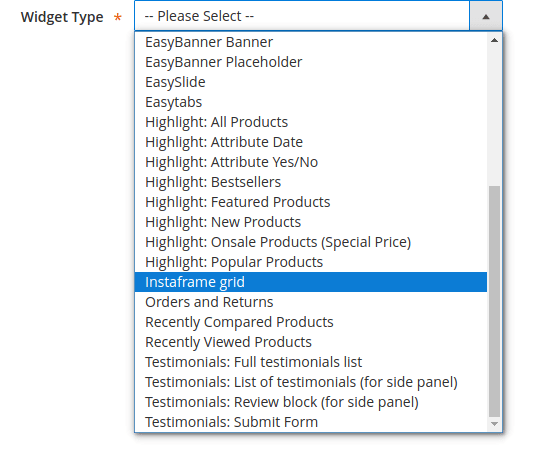 Widget Type *
-- Please Select --
EasyBanner Banner
EasyBanner Placeholder
EasySlide
Easytabs
Highlight: All Products
Highlight: Attribute Date
Highlight: Attribute Yes/No
Highlight: Bestsellers
Highlight: Featured Products
Highlight: New Products
Highlight: Onsale Products (Special Price)
Highlight: Popular Products
Instaframe grid
Orders and Returns
Recently Compared Products
Recently Viewed Products
Testimonials: Full testimonials list
Testimonials: List of testimonials (for side panel)
Testimonials: Review block (for side panel)
Testimonials: Submit Form